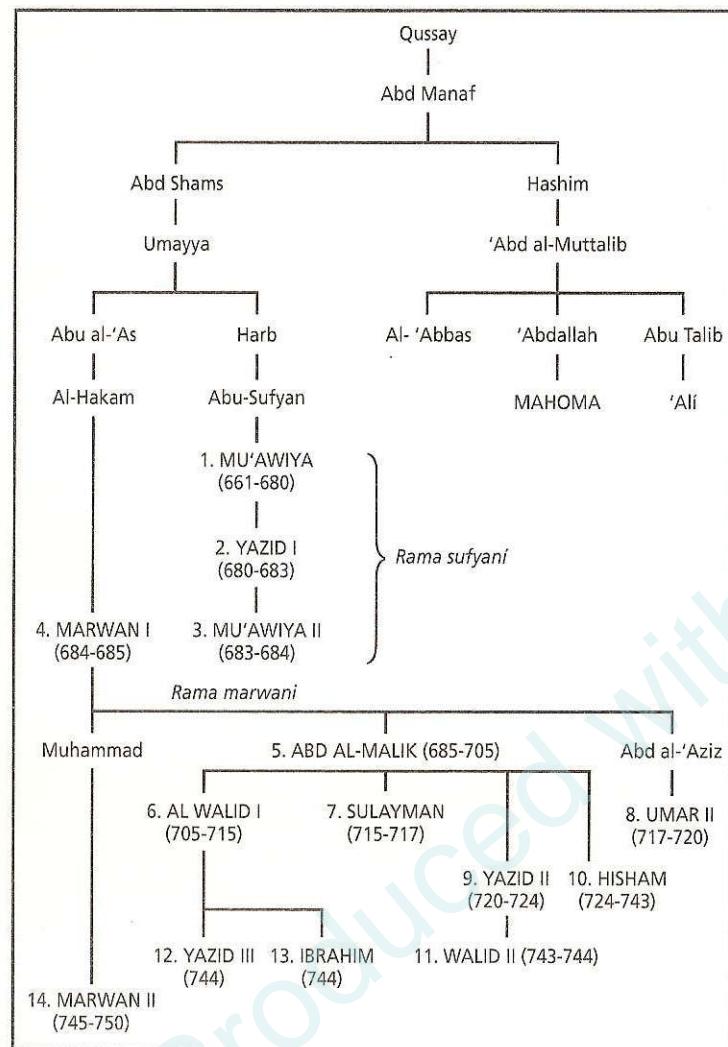 Qussay
Abd Manaf
Abd Shams
Hashim
Umayya
‘Abd al-Muttalib
Abu al-‘As
Harb
Al- ‘Abbas
‘Abdallah
Abu Talib
Al-Hakam
Abu-Sufyan
MAHOMA
‘Alí
1. MU‘AWIYA
(661-680)
2. YAZID I
(680-683)
Rama sufyaní
4. MARWAN I
(684-685)
3. MU‘AWIYA II
(683-684)
Rama marwani
Muhammad
5. ABD AL-MALIK (685-705)
Abd al-‘Aziz
6. AL WALID I
(705-715)
7. SULAYMAN
(715-717)
8. UMAR II
(717-720)
9. YAZID II
(720-724)
10. HISHAM
(724-743)
12. YAZID III
(744)
13. IBRAHIM
(744)
11. WALID II (743-744)
14. MARWAN II
(745-750)
Produced with